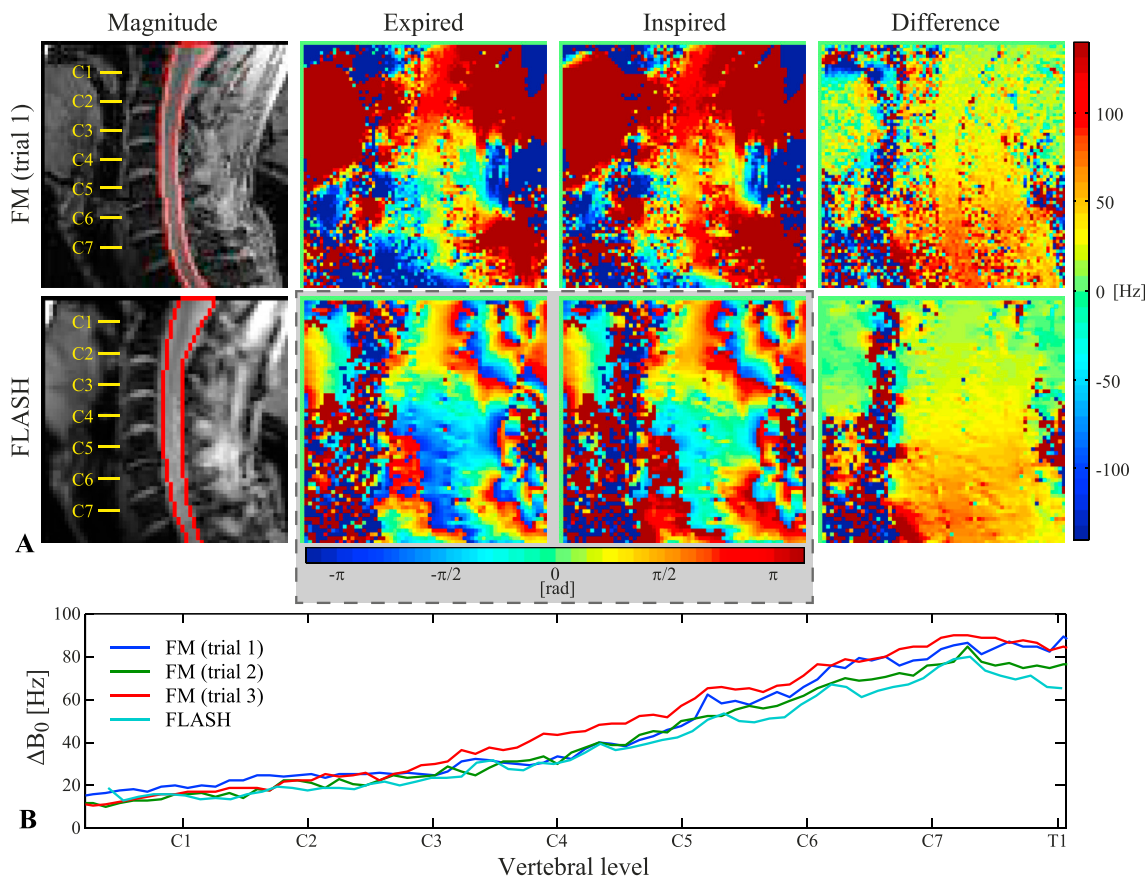 Magnitude
Expired
Inspired
Difference
FM (trial 1)
C1
C2
C3
C4
C5
C6
C7
100
50
0 [Hz]
-50
-100
FLASH
C1
C2
C3
C4
C5
C6
C7
A
-π
-π/2
0
π/2
π
[rad]
100
80
60
40
20
0
ΔB₀ [Hz]
FM (trial 1)
FM (trial 2)
FM (trial 3)
FLASH
B
C1
C2
C3
C4
C5
C6
C7
T1
Vertebral level